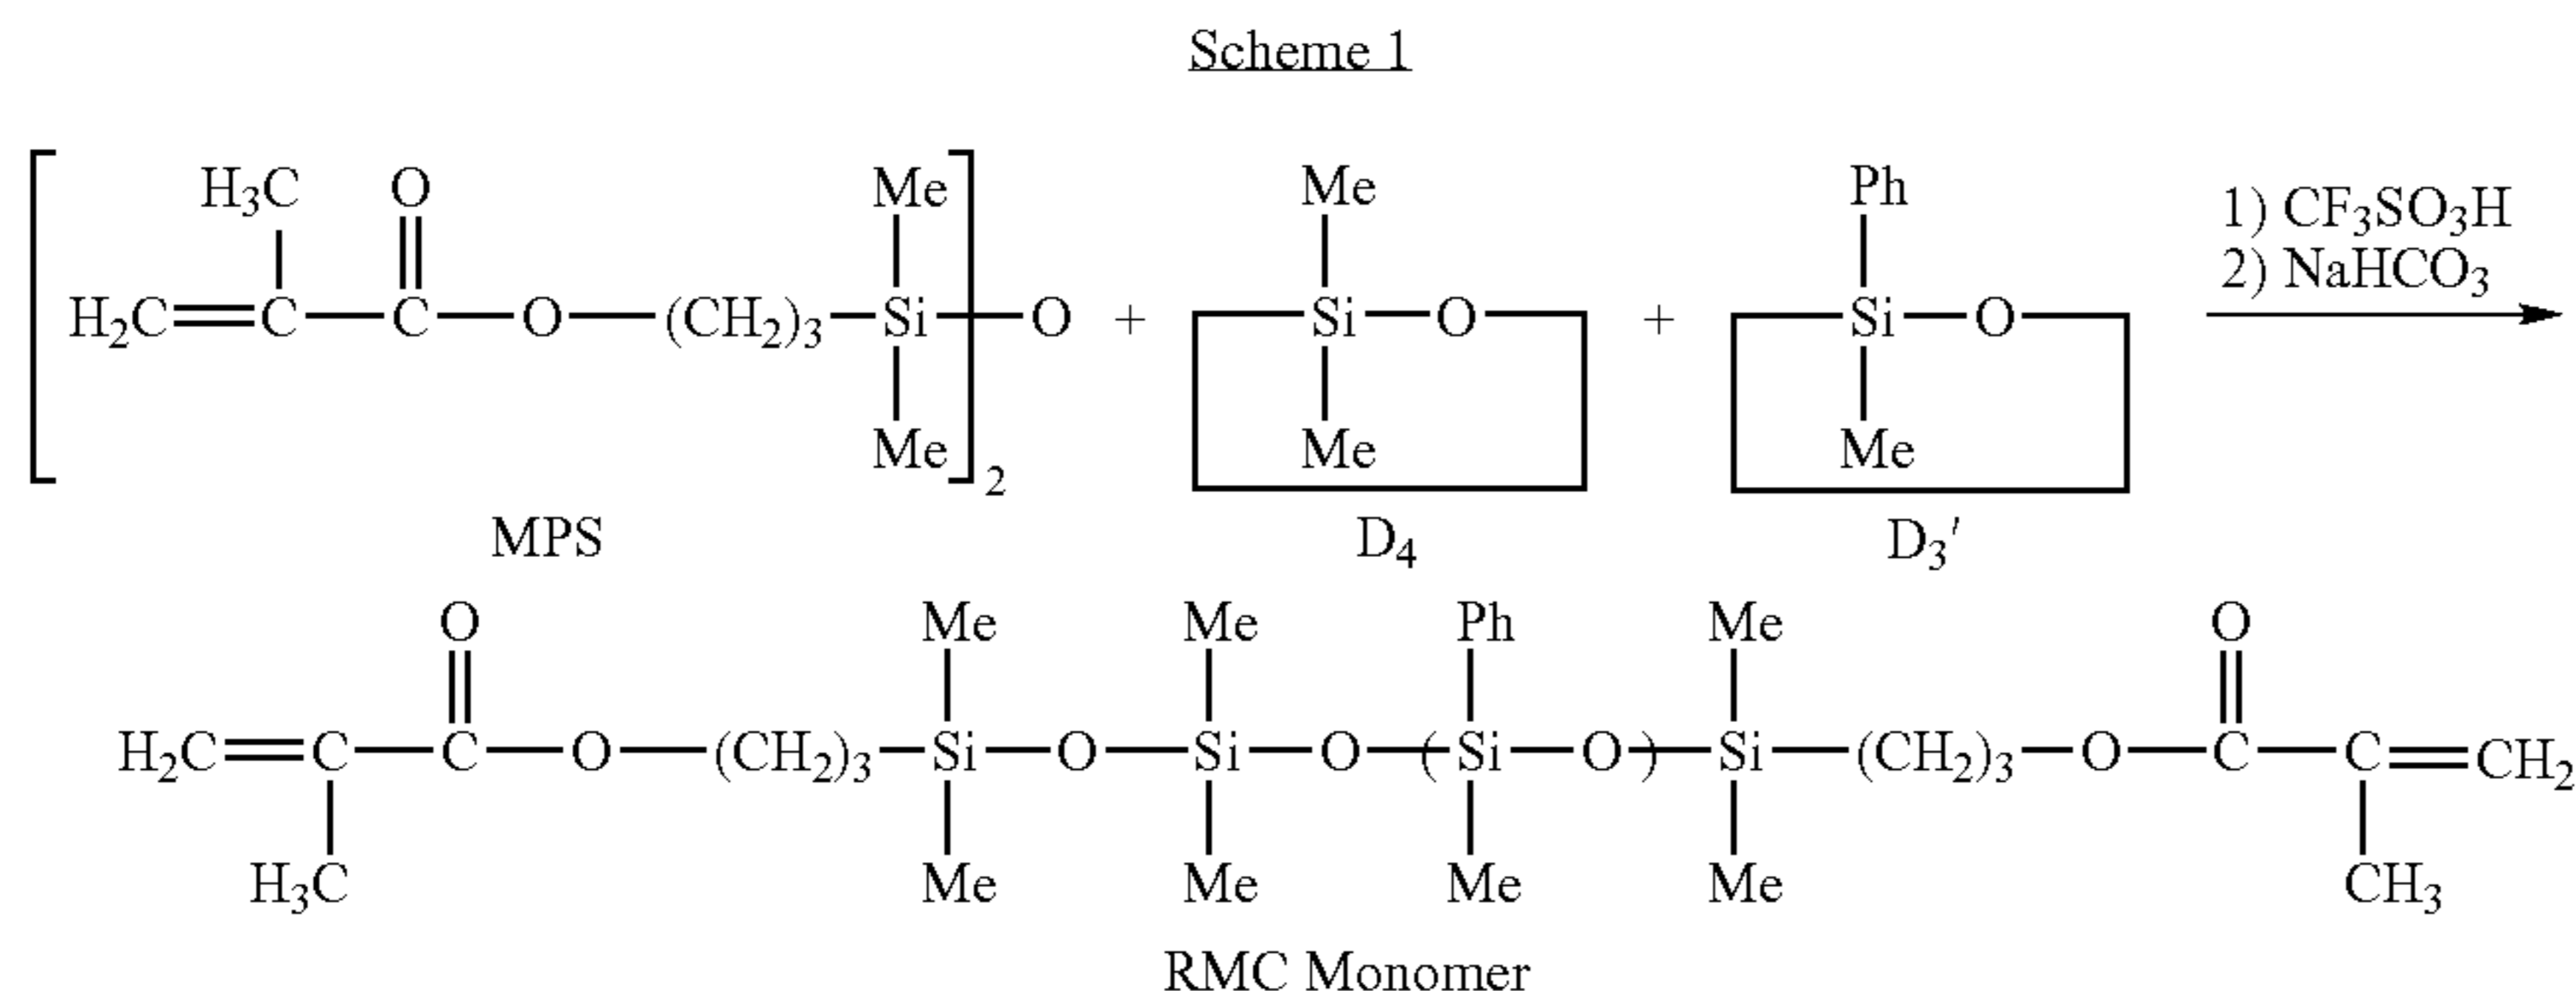 Scheme 1
H₃C O Me Me Ph 1) CF₃SO₃H
2) NaHCO₃
H₂C=C—C—O—(CH₂)₃—Si—O + Si—O + Si—O
Me ₂ Me Me
MPS D₄ D₃′
O Me Me Ph Me O
H₂C=C—C—O—(CH₂)₃—Si—O—Si—O—(Si—O)—Si—(CH₂)₃—O—C—C=CH₂
H₃C Me Me Me Me CH₃
RMC Monomer